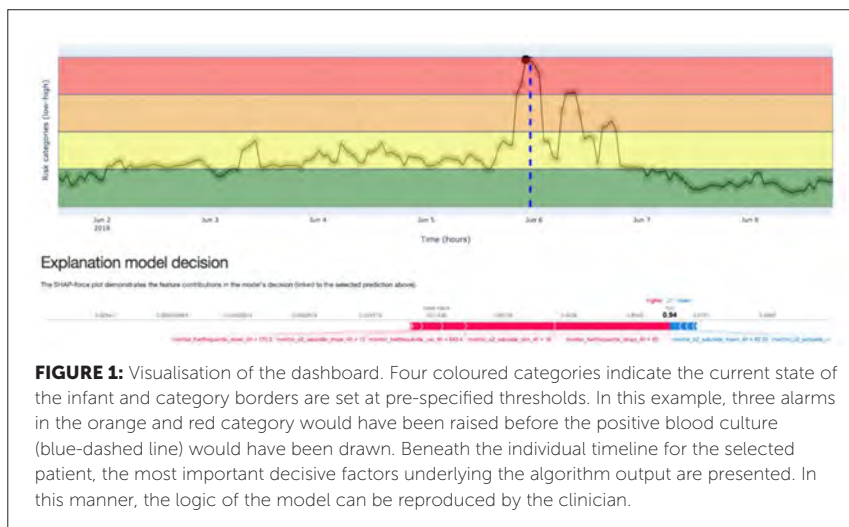 Risk categories (low-high)
Jun 2
2018
Jun 3
Jun 4
Jun 5
Jun 6
Jun 7
Jun 8
Time (hours)
Explanation model decision
The SHAP-force plot demonstrates the feature contributions in the model's decision (linked to the selected prediction above).
higher
0.94
FIGURE 1: Visualisation of the dashboard. Four coloured categories indicate the current state of
the infant and category borders are set at pre-specified thresholds. In this example, three alarms
in the orange and red category would have been raised before the positive blood culture
(blue-dashed line) would have been drawn. Beneath the individual timeline for the selected
patient, the most important decisive factors underlying the algorithm output are presented. In
this manner, the logic of the model can be reproduced by the clinician.